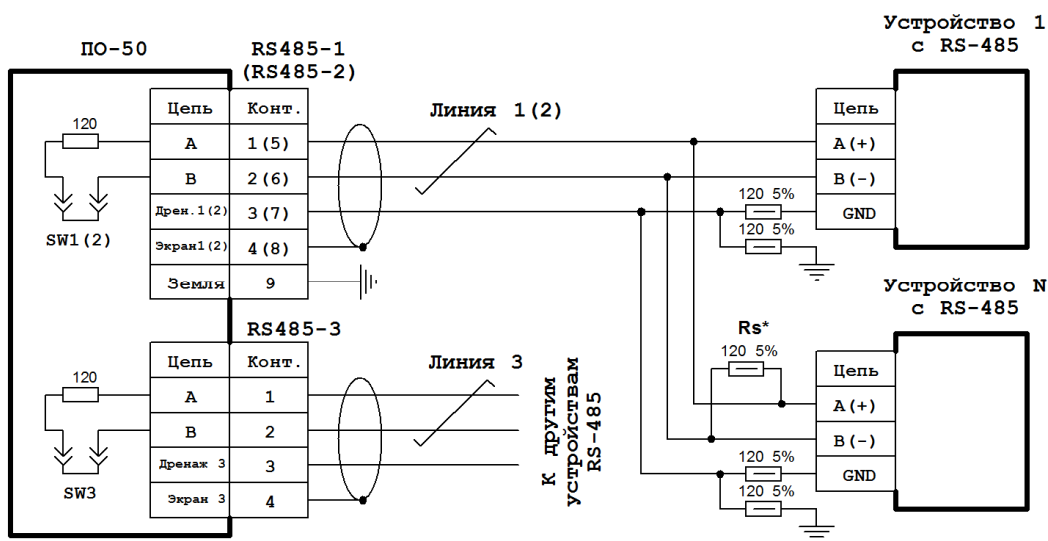 ПО-50
RS485-1
(RS485-2)
Цепь
Конт.
120
A
1(5)
B
2(6)
Дрен.1(2)
3(7)
SW1(2)
Экран1(2)
4(8)
Земля
9
Линия 1(2)
Устройство 1
с RS-485
Цепь
A(+)
B(-)
120 5%
GND
120 5%
RS485-3
Цепь
Конт.
120
A
1
B
2
Дренаж 3
3
SW3
Экран 3
4
Линия 3
К другим
устройствам
RS-485
Устройство N
с RS-485
Rs*
120 5%
Цепь
A(+)
B(-)
120 5%
GND
120 5%